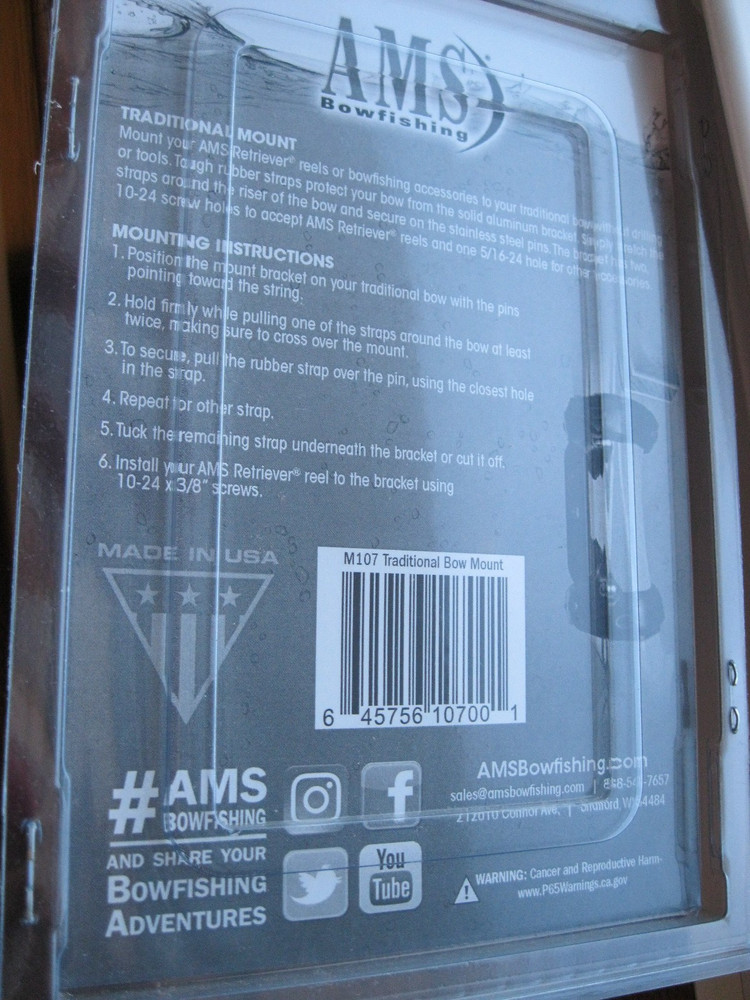 AMS
Bowfishing
TRADITIONAL MOUNT
Mount your AMS Retriever® reels or bowfishing accessories to your traditional bow without drilling
or tools. Tough rubber straps protect your bow from the solid aluminum bracket. Simply stretch the
straps around the riser of the bow and secure on the stainless steel pins. The bracket has two,
10-24 screw holes to accept AMS Retriever® reels and one 5/16-24 hole for other
MOUNTING INSTRUCTIONS
1. Position the mount bracket on your traditional bow with the pins
pointing toward the string.
2. Hold firmly while pulling one of the straps around the bow at least
twice, making sure to cross over the mount.
3. To secure, pull the rubber strap over the pin, using the closest hole
in the strap.
4. Repeat for other strap.
5. Tuck the remaining strap underneath the bracket or cut it off.
6. Install your AMS Retriever® reel to the bracket using
10-24 x 3/8" screws.
MADE IN USA
M107 Traditional Bow Mount
6 45756 10700 1
#AMS
BOWFISHING
AND SHARE YOUR
BOWFISHING
ADVENTURES
f
You
Tube
AMSBowfishing.com
sales@amsbowfishing.com |
Connor Ave, |
WARNING: Cancer and Reproductive Harm-
www.P65Warnings.ca.gov